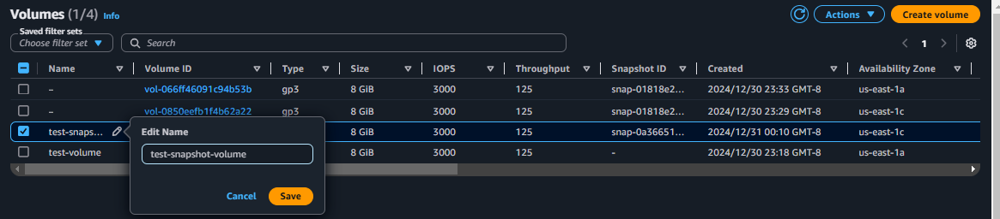 Volumes (1/4) Info
Actions
Create volume
Saved filter sets
Choose filter set
Search
1
Name Volume ID Type Size IOPS Throughput Snapshot ID Created Availability Zone
– vol-066ff46091c94b53b gp3 8 GiB 3000 125 snap-01818e2... 2024/12/30 23:33 GMT-8 us-east-1a
– vol-0850eefb1f4b62a22 gp3 8 GiB 3000 125 snap-01818e2... 2024/12/30 23:29 GMT-8 us-east-1c
test-snaps... 8 GiB 3000 125 snap-0a36651... 2024/12/31 00:10 GMT-8 us-east-1c
test-volume 8 GiB 3000 125 - 2024/12/30 23:18 GMT-8 us-east-1a
Edit Name
test-snapshot-volume
Cancel Save